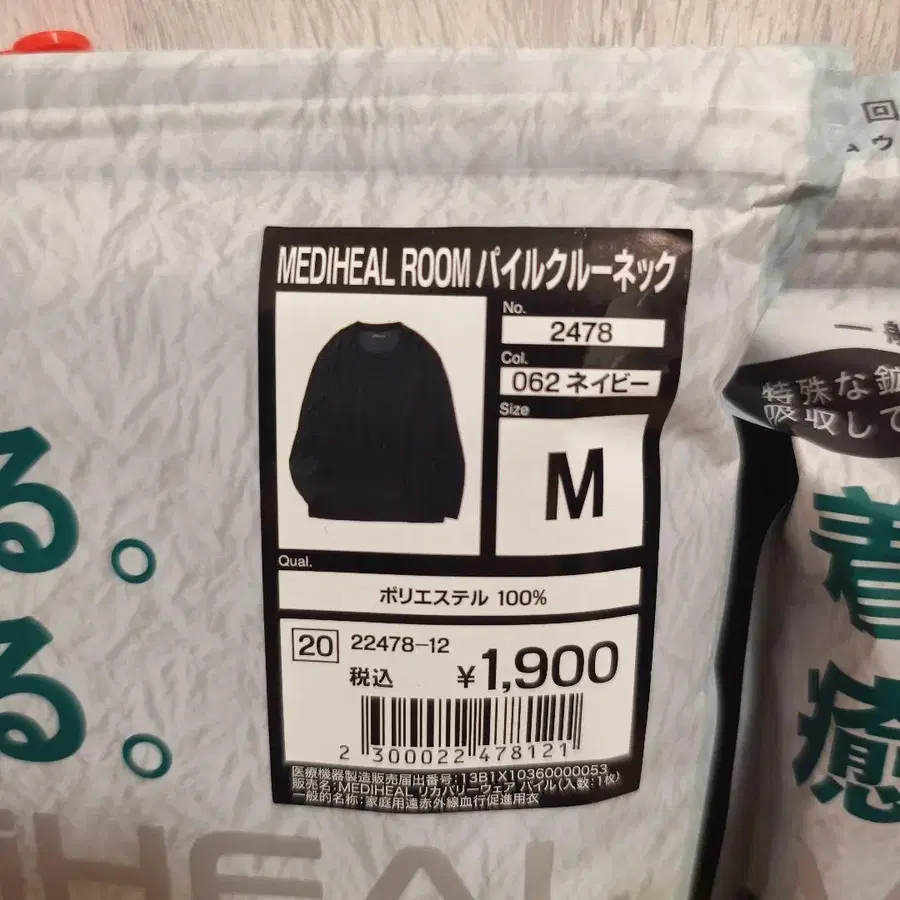 MEDIHEAL ROOM パイルクルーネック
No.
2478
Col.
062 ネイビー
Size
M
Qual.
ポリエステル 100%
20 22478-12
税込 ¥1,900
2 300022 478121
医療機器製造販売届出番号:13B1X10360000053
販売名:MEDIHEAL リカバリーウェア パイル(入数:1枚)
一般的名称:家庭用遠赤外線血行促進用衣
る。
る。
回
ムウ
一般
特殊な鉱
吸収して
着
癒